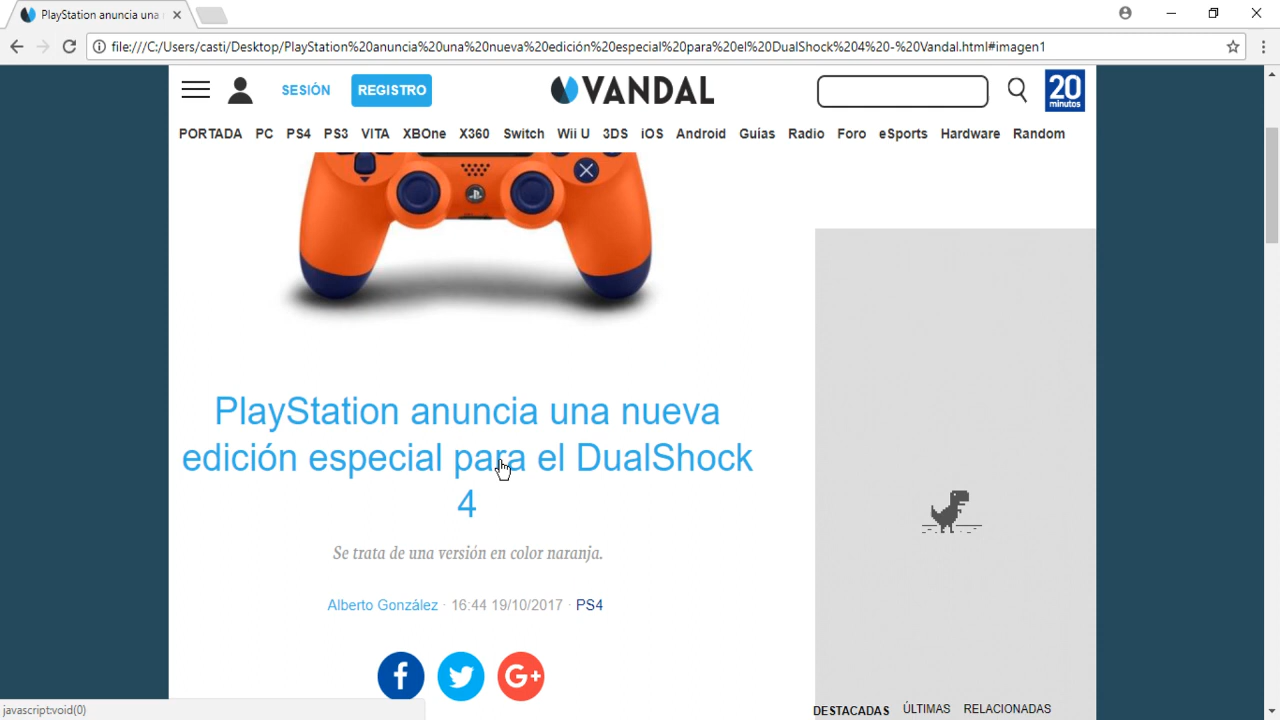 PlayStation anuncia una
file:///C:/Users/casti/Desktop/PlayStation%20anuncia%20una%20nueva%20edición%20especial%20para%20el%20DualShock%204%20-%20Vandal.html#imagen1
SESIÓN
REGISTRO
VANDAL
20
minutos
PORTADA PC PS4 PS3 VITA XBOne X360 Switch Wii U 3DS iOS Android Guías Radio Foro eSports Hardware Random
PlayStation anuncia una nueva
edición especial para el DualShock
4
Se trata de una versión en color naranja.
Alberto González · 16:44 19/10/2017 · PS4
f
G+
DESTACADAS ÚLTIMAS RELACIONADAS
javascript:void(0)